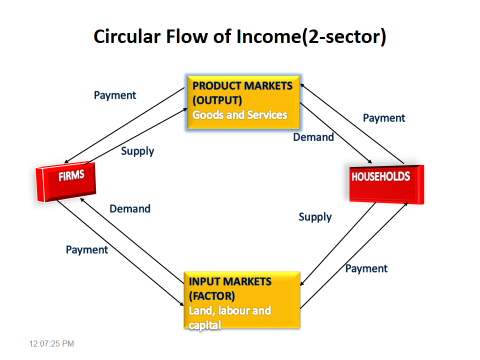 Circular Flow of Income(2-sector)
PRODUCT MARKETS
(OUTPUT)
Goods and Services
Payment
Payment
Demand
Supply
FIRMS
HOUSEHOLDS
Demand
Supply
Payment
Payment
INPUT MARKETS
(FACTOR)
Land, labour and
capital
12:07:25 PM